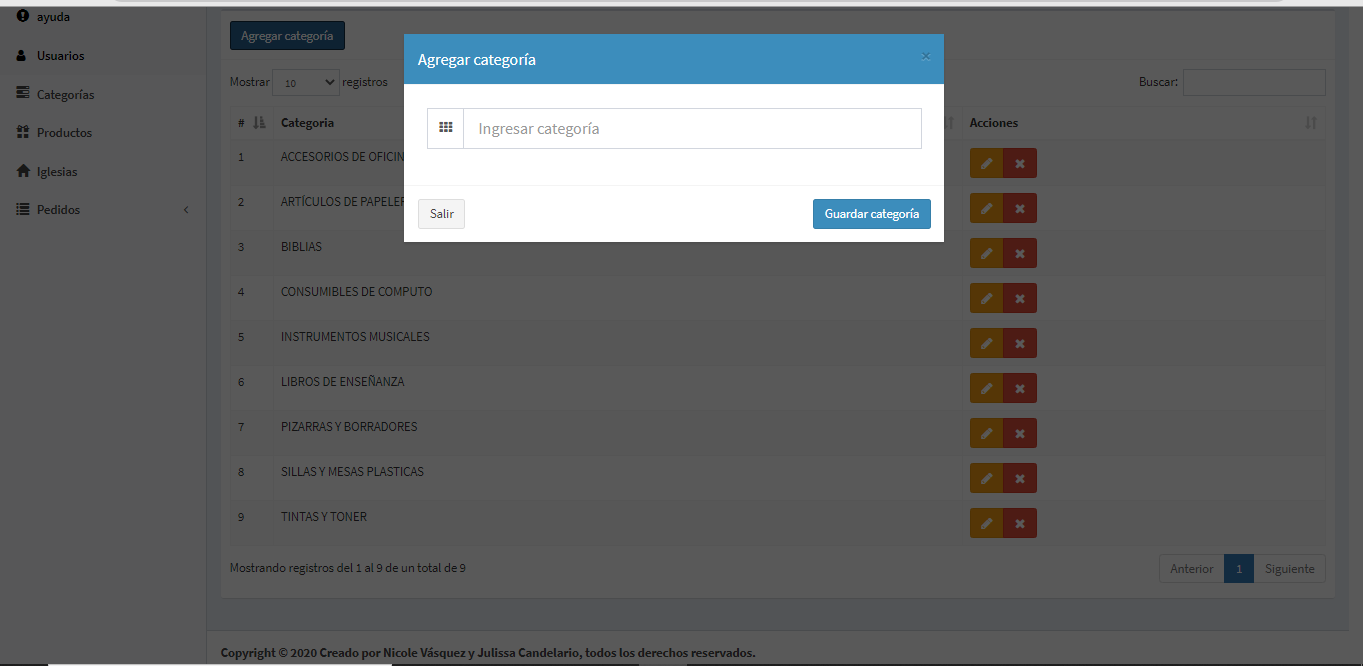 ayuda
Usuarios
Categorías
Productos
Iglesias
Pedidos
Agregar categoría
Mostrar 10 registros
Buscar:
# Categoria Acciones
Agregar categoría ×
Ingresar categoría
Salir Guardar categoría
1 ACCESORIOS DE OFICIN
2 ARTÍCULOS DE PAPELER
3 BIBLIAS
4 CONSUMIBLES DE COMPUTO
5 INSTRUMENTOS MUSICALES
6 LIBROS DE ENSEÑANZA
7 PIZARRAS Y BORRADORES
8 SILLAS Y MESAS PLASTICAS
9 TINTAS Y TONER
Mostrando registros del 1 al 9 de un total de 9
Anterior 1 Siguiente
Copyright © 2020 Creado por Nicole Vásquez y Julissa Candelario, todos los derechos reservados.